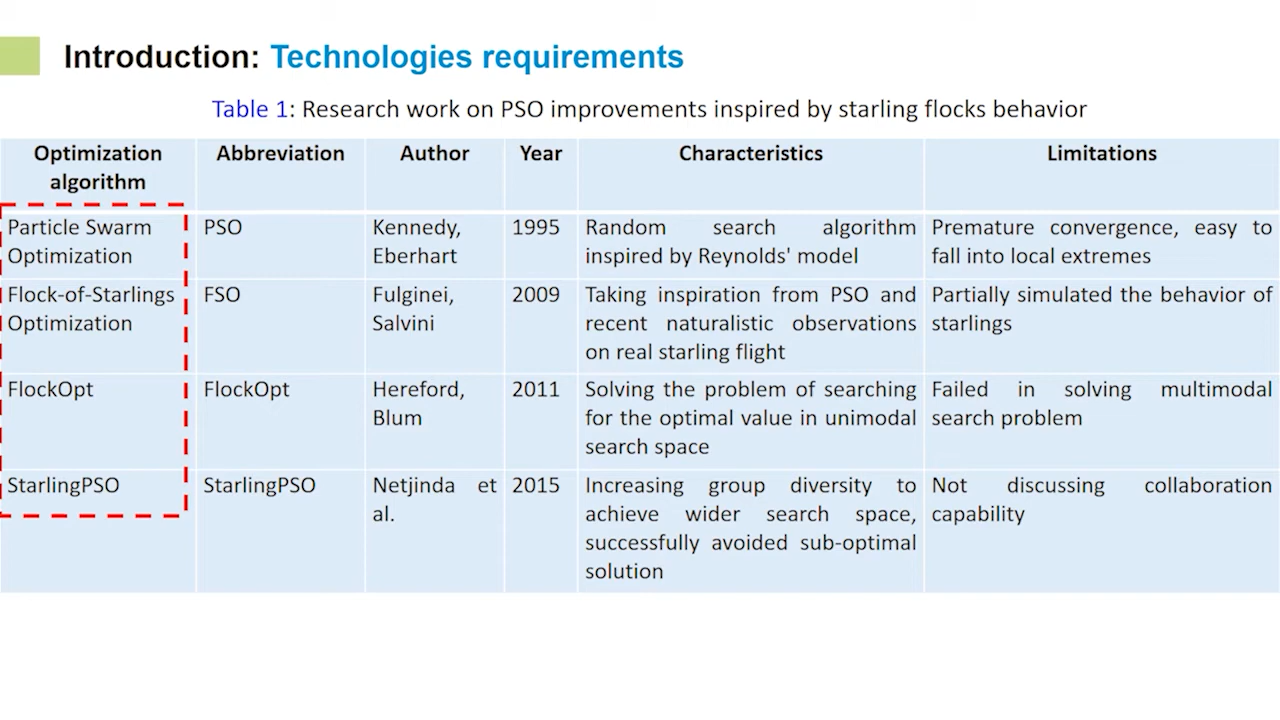 Introduction: Technologies requirements
Table 1: Research work on PSO improvements inspired by starling flocks behavior
Optimization
algorithm
Abbreviation
Author
Year
Characteristics
Limitations
Particle Swarm
Optimization
PSO
Kennedy,
Eberhart
1995
Random search algorithm
inspired by Reynolds' model
Premature convergence, easy to
fall into local extremes
Flock-of-Starlings
Optimization
FSO
Fulginei,
Salvini
2009
Taking inspiration from PSO and
recent naturalistic observations
on real starling flight
Partially simulated the behavior of
starlings
FlockOpt
FlockOpt
Hereford,
Blum
2011
Solving the problem of searching
for the optimal value in unimodal
search space
Failed in solving multimodal
search problem
StarlingPSO
StarlingPSO
Netjinda et
al.
2015
Increasing group diversity to
achieve wider search space,
successfully avoided sub-optimal
solution
Not discussing collaboration
capability